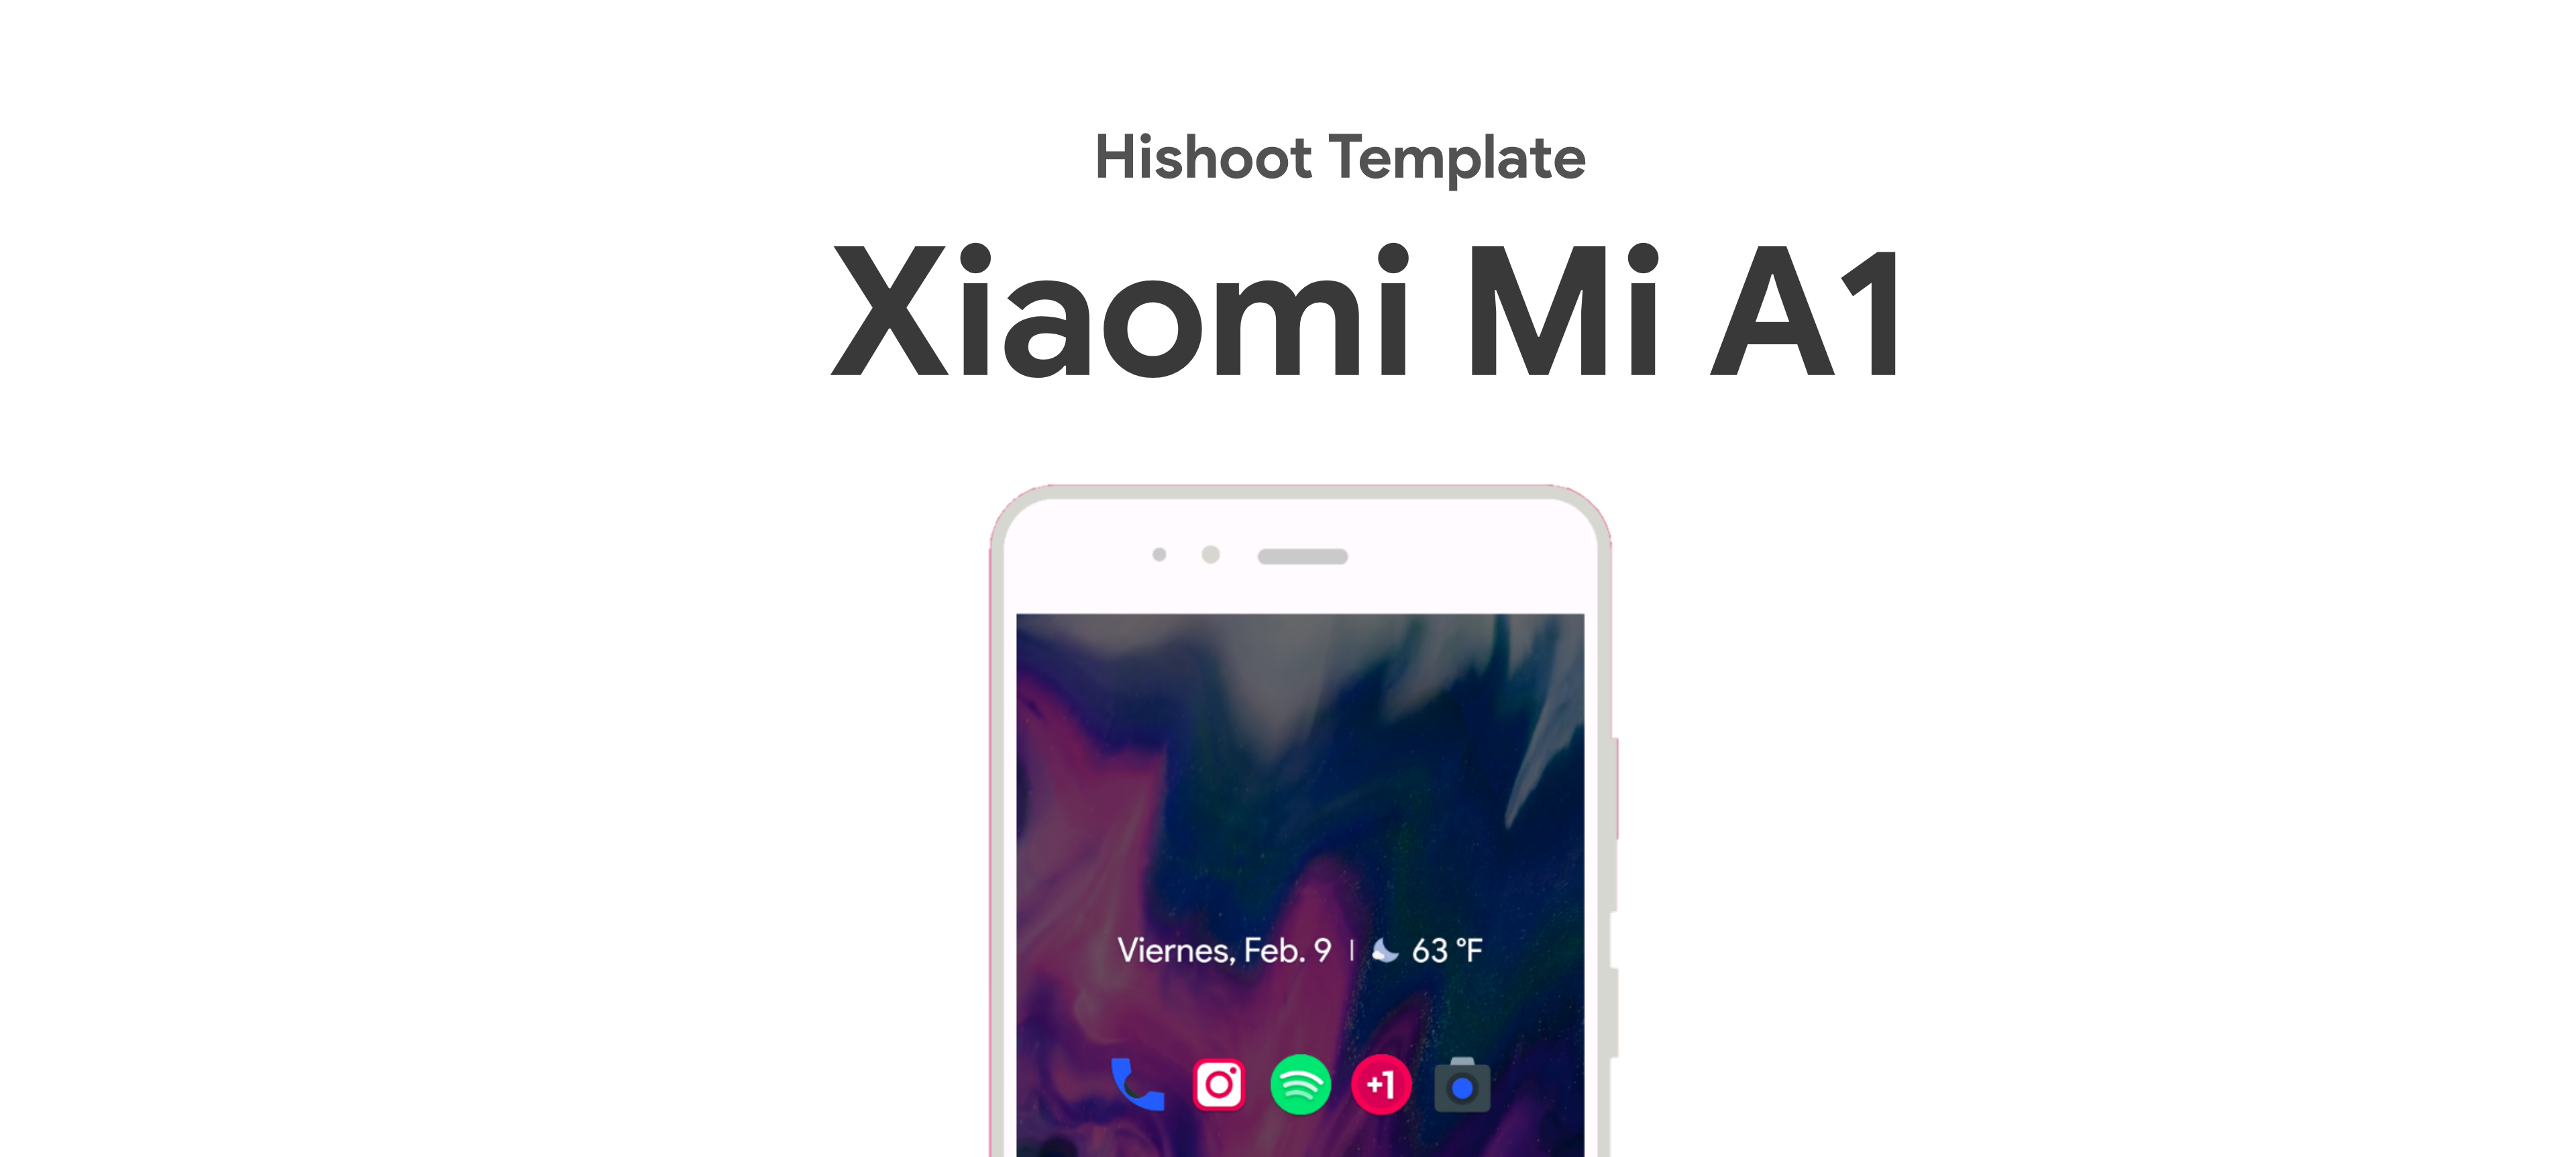 Hishoot Template
Xiaomi Mi A1
Viernes, Feb. 9 | 63 °F
+1